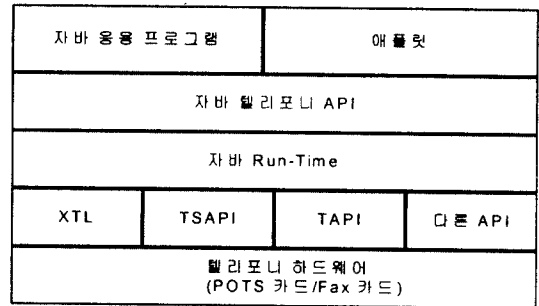 자바 응용 프로그램
애플릿
자바 텔리포니 API
자바 Run-Time
XTL
TSAPI
TAPI
다른 API
텔리포니 하드웨어
(POTS 카드/Fax 카드)